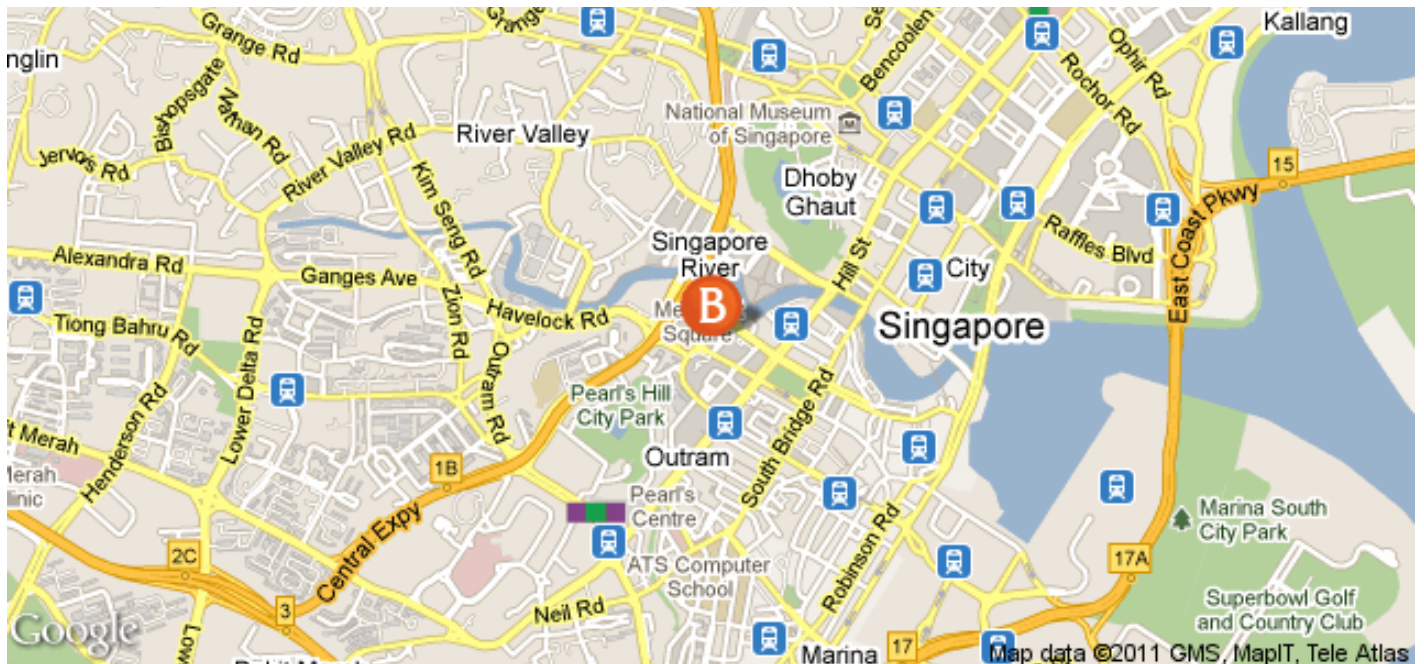 Kallang
Grange
Grange Rd
nglin
Bencoolen
Ophir Rd
Rochor Rd
Bishopsgate
Nathan Rd
National Museum
of Singapore
River Valley
River Valley Rd
Jervois Rd
Kim Seng Rd
15
Dhoby
Ghaut
East Coast Pkwy
Raffles Blvd
Singapore
River
Hill St
City
Alexandra Rd
Ganges Ave
Zion Rd
Havelock Rd
B
Square
Singapore
Tiong Bahru Rd
Outram Rd
Lower Delta Rd
Henderson Rd
Pearl's Hill
City Park
South Bridge Rd
t Merah
Merah
linic
1B
Outram
Pearl's
Centre
Central Expy
Robinson Rd
Marina South
City Park
2C
17A
ATS Computer
School
3
Neil Rd
Superbowl Golf
and Country Club
Google
17
Marina
Map data ©2011 GMS, MapIT, Tele Atlas